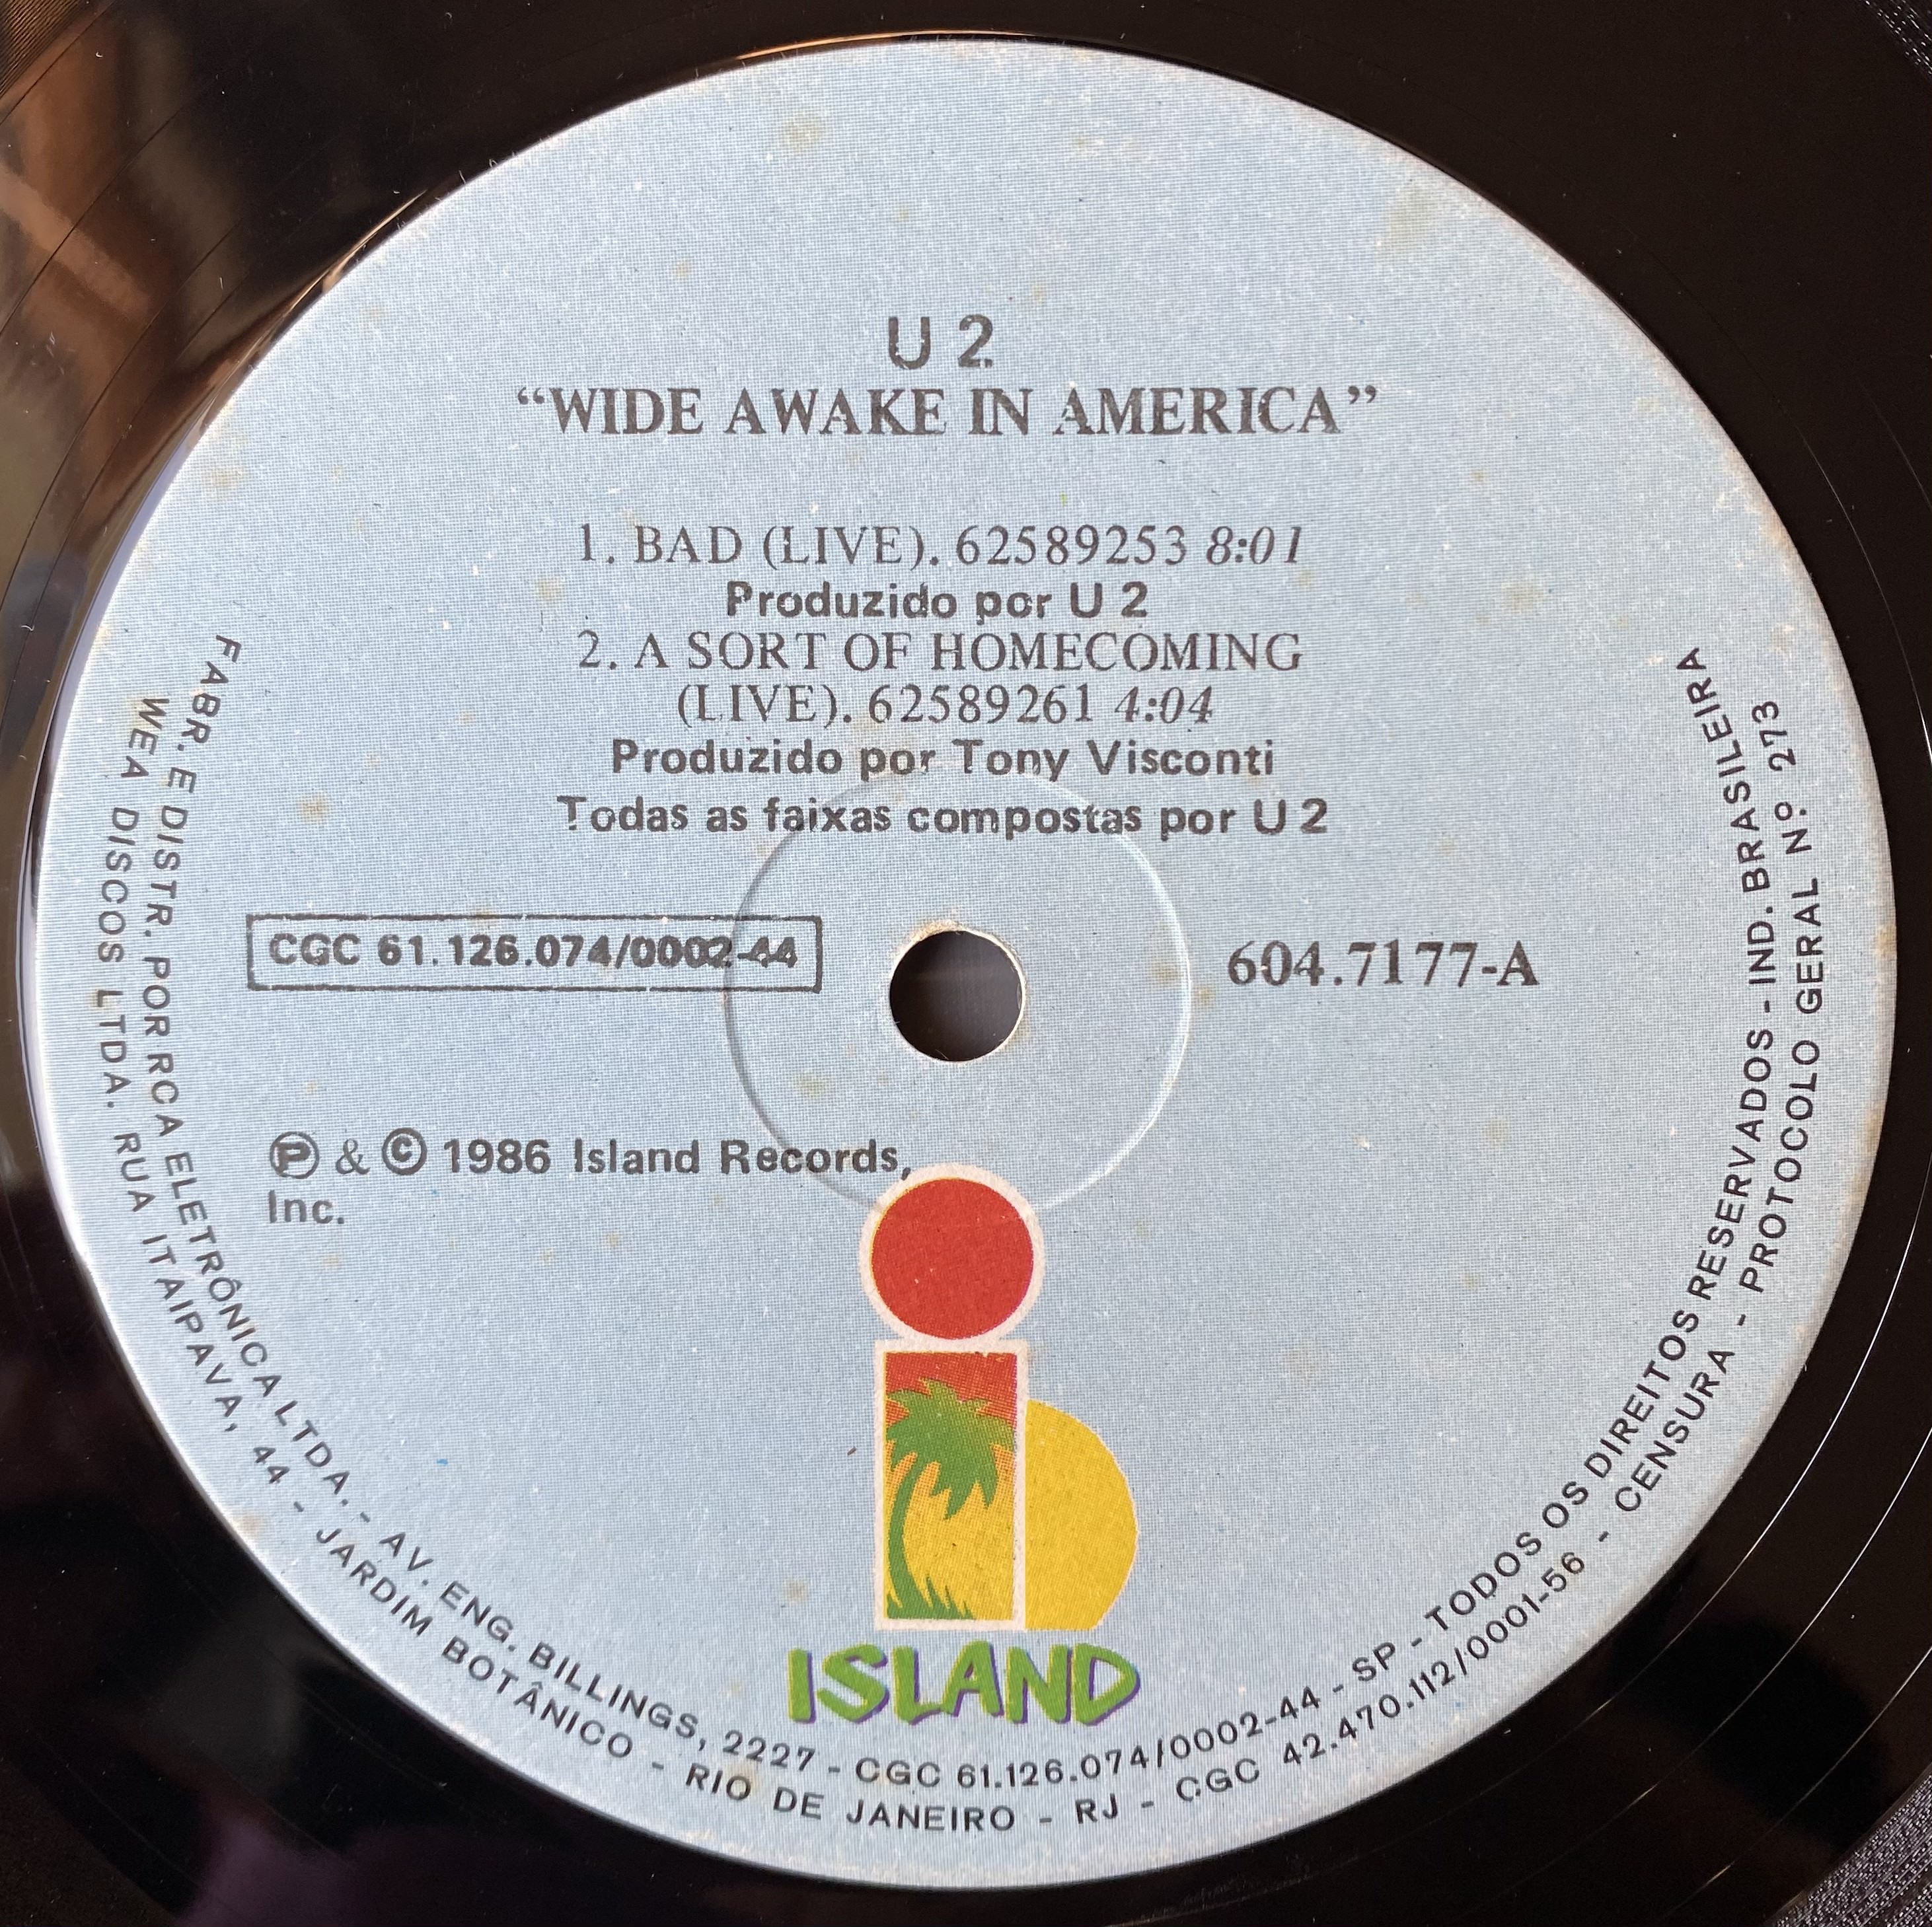 U 2
“WIDE AWAKE IN AMERICA”
1. BAD (LIVE). 62589253 8:01
Produzido por U 2
2. A SORT OF HOMECOMING
(LIVE). 62589261 4:04
Produzido por Tony Visconti
Todas as faixas compostas por U 2
CGC 61.126.074/0002-44
604.7177-A
Ⓟ & © 1986 Island Records,
Inc.
ISLAND
FABR. E DISTR. POR RCA ELETRÔNICA LTDA. - AV. ENG. BILLINGS, 2227 - CGC 61.126.074/0002-44 - SP - TODOS OS DIREITOS RESERVADOS - IND. BRASILEIRA
WEA DISCOS LTDA. RUA ITAIPAVA, 44 - JARDIM BOTÂNICO - RIO DE JANEIRO - RJ - CGC 42.470.112/0001-56 - CENSURA - PROTOCOLO GERAL Nº 273